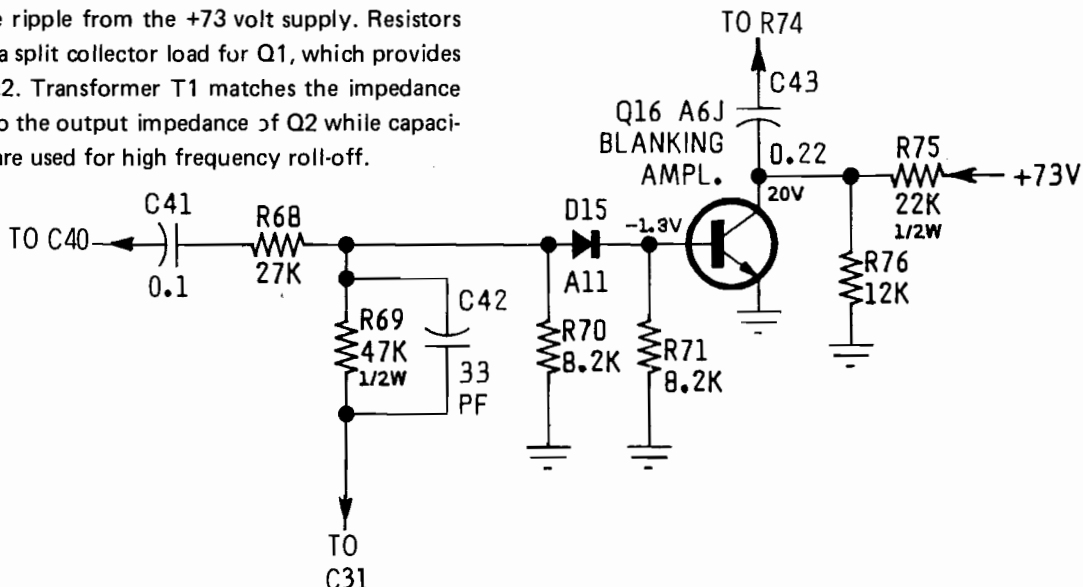 e ripple from the +73 volt supply. Resistors
a split collector load for Q1, which provides
.2. Transformer T1 matches the impedance
o the output impedance of Q2 while capaci-
are used for high frequency roll-off.
TO R74
C43
Q16 A6J
BLANKING
AMPL.
0.22
20V
R75
22K
1/2W
+73V
R76
12K
TO C40
C41
0.1
R68
27K
D15
A11
-1.3V
C42
33
PF
R69
47K
1/2W
R70
8.2K
R71
8.2K
TO
C31